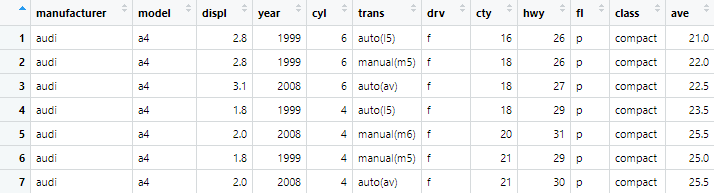 manufacturer model displ year cyl trans drv cty hwy fl class ave
1 audi a4 2.8 1999 6 auto(l5) f 16 26 p compact 21.0
2 audi a4 2.8 1999 6 manual(m5) f 18 26 p compact 22.0
3 audi a4 3.1 2008 6 auto(av) f 18 27 p compact 22.5
4 audi a4 1.8 1999 4 auto(l5) f 18 29 p compact 23.5
5 audi a4 2.0 2008 4 manual(m6) f 20 31 p compact 25.5
6 audi a4 1.8 1999 4 manual(m5) f 21 29 p compact 25.0
7 audi a4 2.0 2008 4 auto(av) f 21 30 p compact 25.5